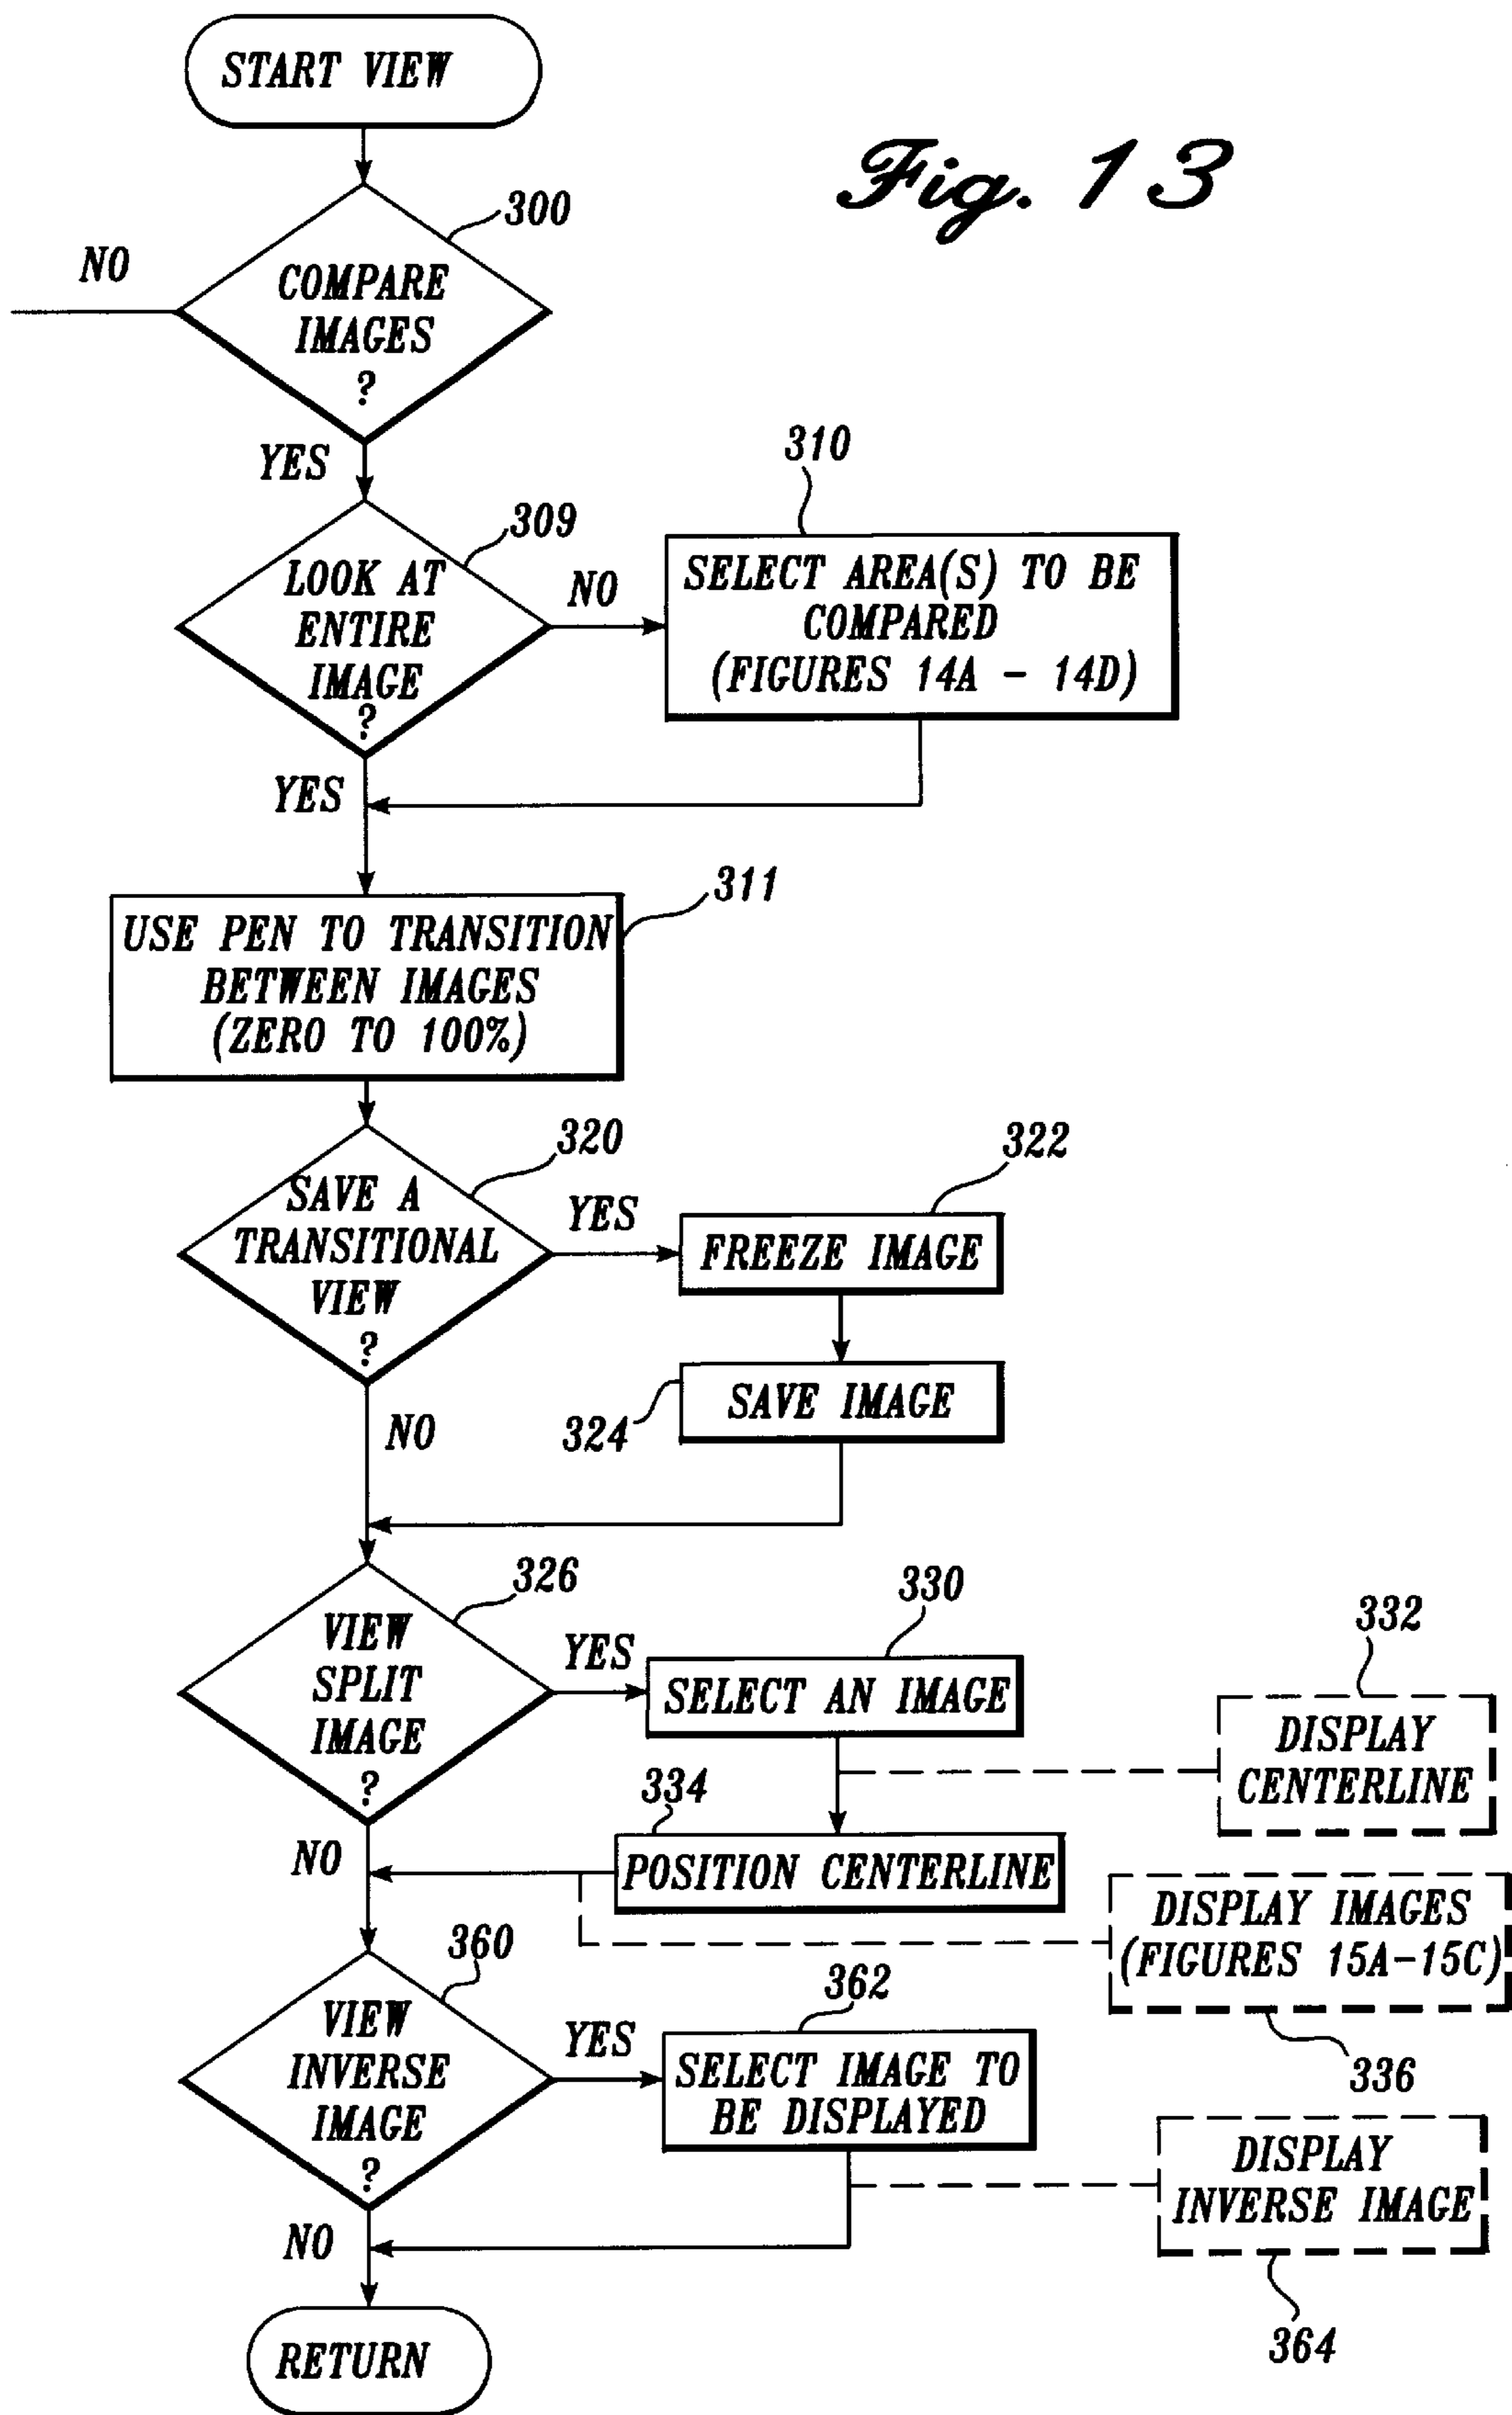 START VIEW
Fig. 13
300
NO
COMPARE
IMAGES
?
YES
310
309
LOOK AT
ENTIRE
IMAGE
?
NO
SELECT AREA(S) TO BE
COMPARED
(FIGURES 14A - 14D)
YES
311
USE PEN TO TRANSITION
BETWEEN IMAGES
(ZERO TO 100%)
320
322
SAVE A
TRANSITIONAL
VIEW
?
YES
FREEZE IMAGE
324
SAVE IMAGE
NO
326
330
332
VIEW
SPLIT
IMAGE
?
YES
SELECT AN IMAGE
DISPLAY
CENTERLINE
334
NO
POSITION CENTERLINE
DISPLAY IMAGES
(FIGURES 15A-15C)
336
360
362
VIEW
INVERSE
IMAGE
?
YES
SELECT IMAGE TO
BE DISPLAYED
DISPLAY
INVERSE IMAGE
364
NO
RETURN